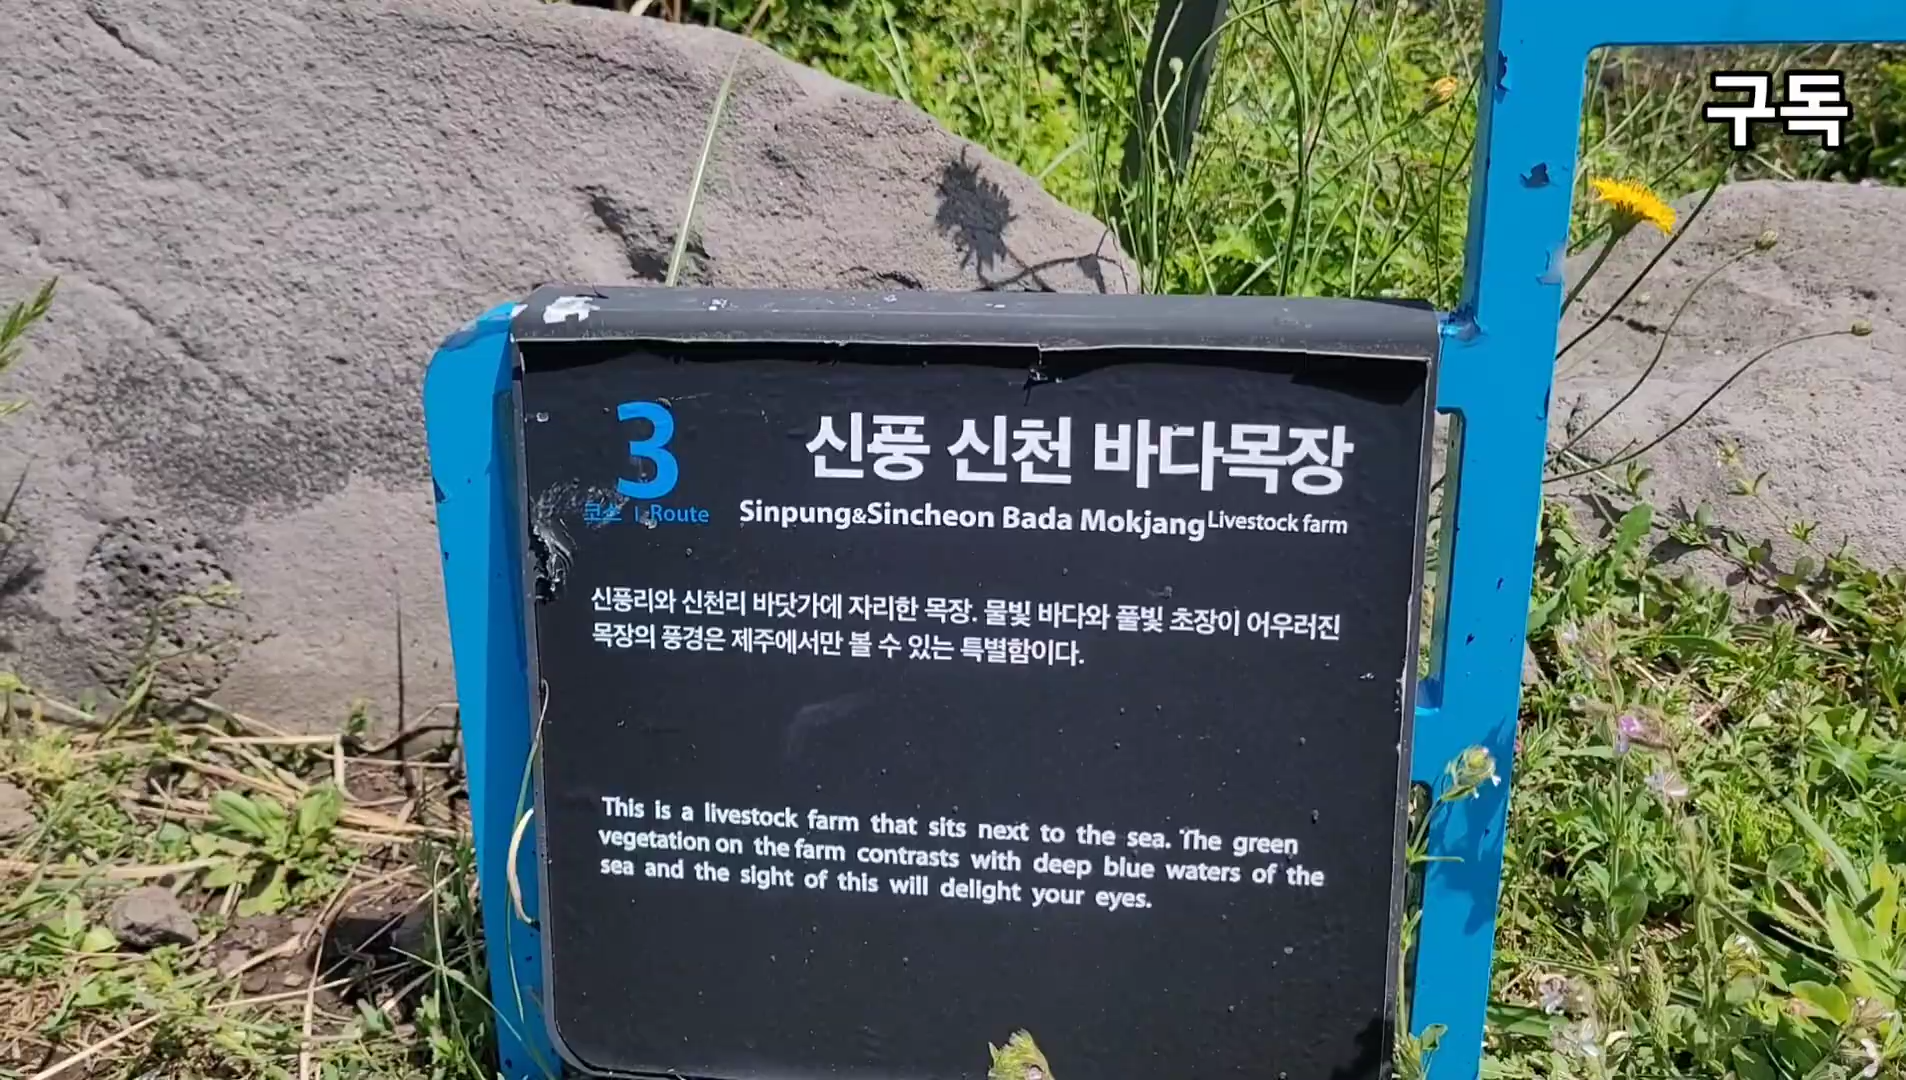 구독
3
코스 | Route
신풍 신천 바다목장
Sinpung&Sincheon Bada Mokjang Livestock farm
신풍리와 신천리 바닷가에 자리한 목장. 물빛 바다와 풀빛 초장이 어우러진
목장의 풍경은 제주에서만 볼 수 있는 특별함이다.
This is a livestock farm that sits next to the sea. The green
vegetation on the farm contrasts with deep blue waters of the
sea and the sight of this will delight your eyes.